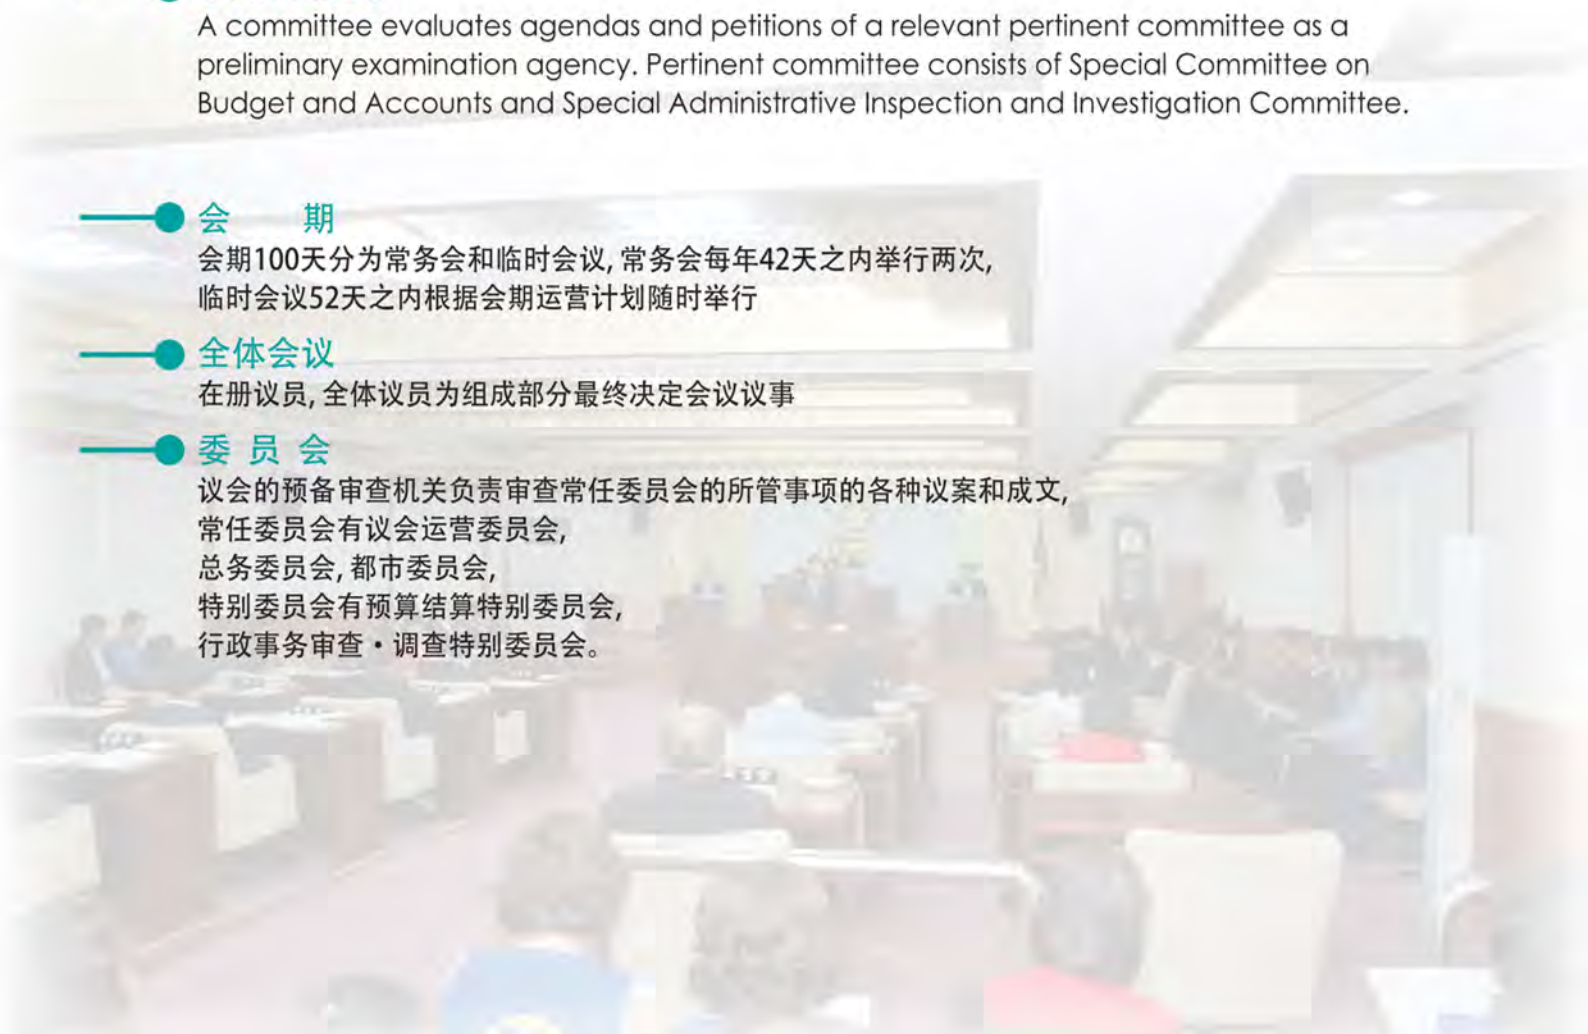 A committee evaluates agendas and petitions of a relevant pertinent committee as a
preliminary examination agency. Pertinent committee consists of Special Committee on
Budget and Accounts and Special Administrative Inspection and Investigation Committee.
会 期
会期100天分为常务会和临时会议, 常务会每年42天之内举行两次,
临时会议52天之内根据会期运营计划随时举行
全体会议
在册议员, 全体议员为组成部分最终决定会议议事
委 员 会
议会的预备审查机关负责审查常任委员会的所管事项的各种议案和成文,
常任委员会有议会运营委员会,
总务委员会, 都市委员会,
特别委员会有预算结算特别委员会,
行政事务审查·调查特别委员会。